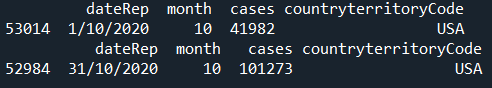 dateRep month cases countryterritoryCode
53014 1/10/2020 10 41982 USA
dateRep month cases countryterritoryCode
52984 31/10/2020 10 101273 USA